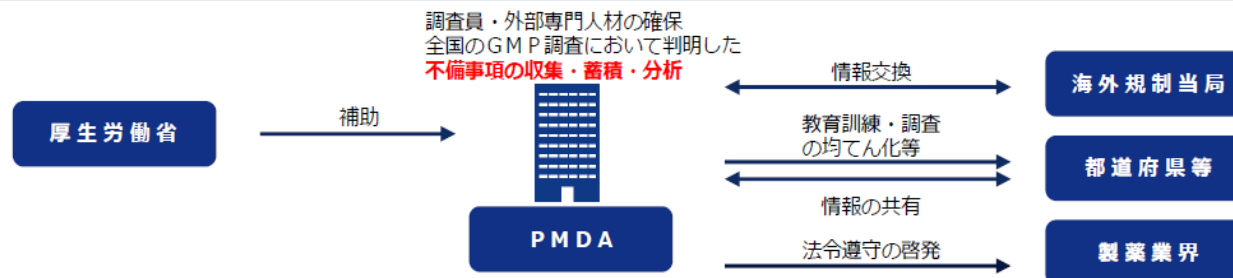 調査員・外部専門人材の確保
全国のGMP調査において判明した
不備事項の収集・蓄積・分析
厚生労働省
補助
PMDA
情報交換
海外規制当局
教育訓練・調査
の均てん化等
都道府県等
情報の共有
法令遵守の啓発
製薬業界